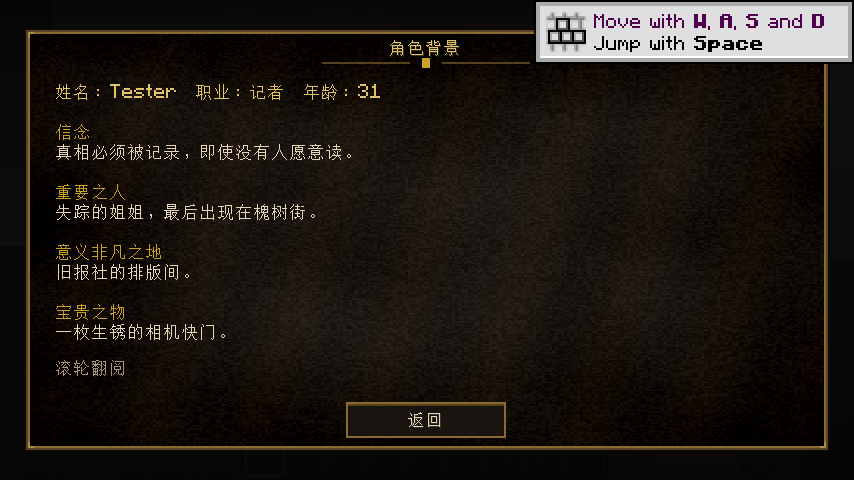 Move with W, A, S and D
Jump with Space
角色背景
姓名：Tester 职业：记者 年龄：31
信念
真相必须被记录，即使没有人愿意读。
重要之人
失踪的姐姐，最后出现在槐树街。
意义非凡之地
旧报社的排版间。
宝贵之物
一枚生锈的相机快门。
滚轮翻阅
返回